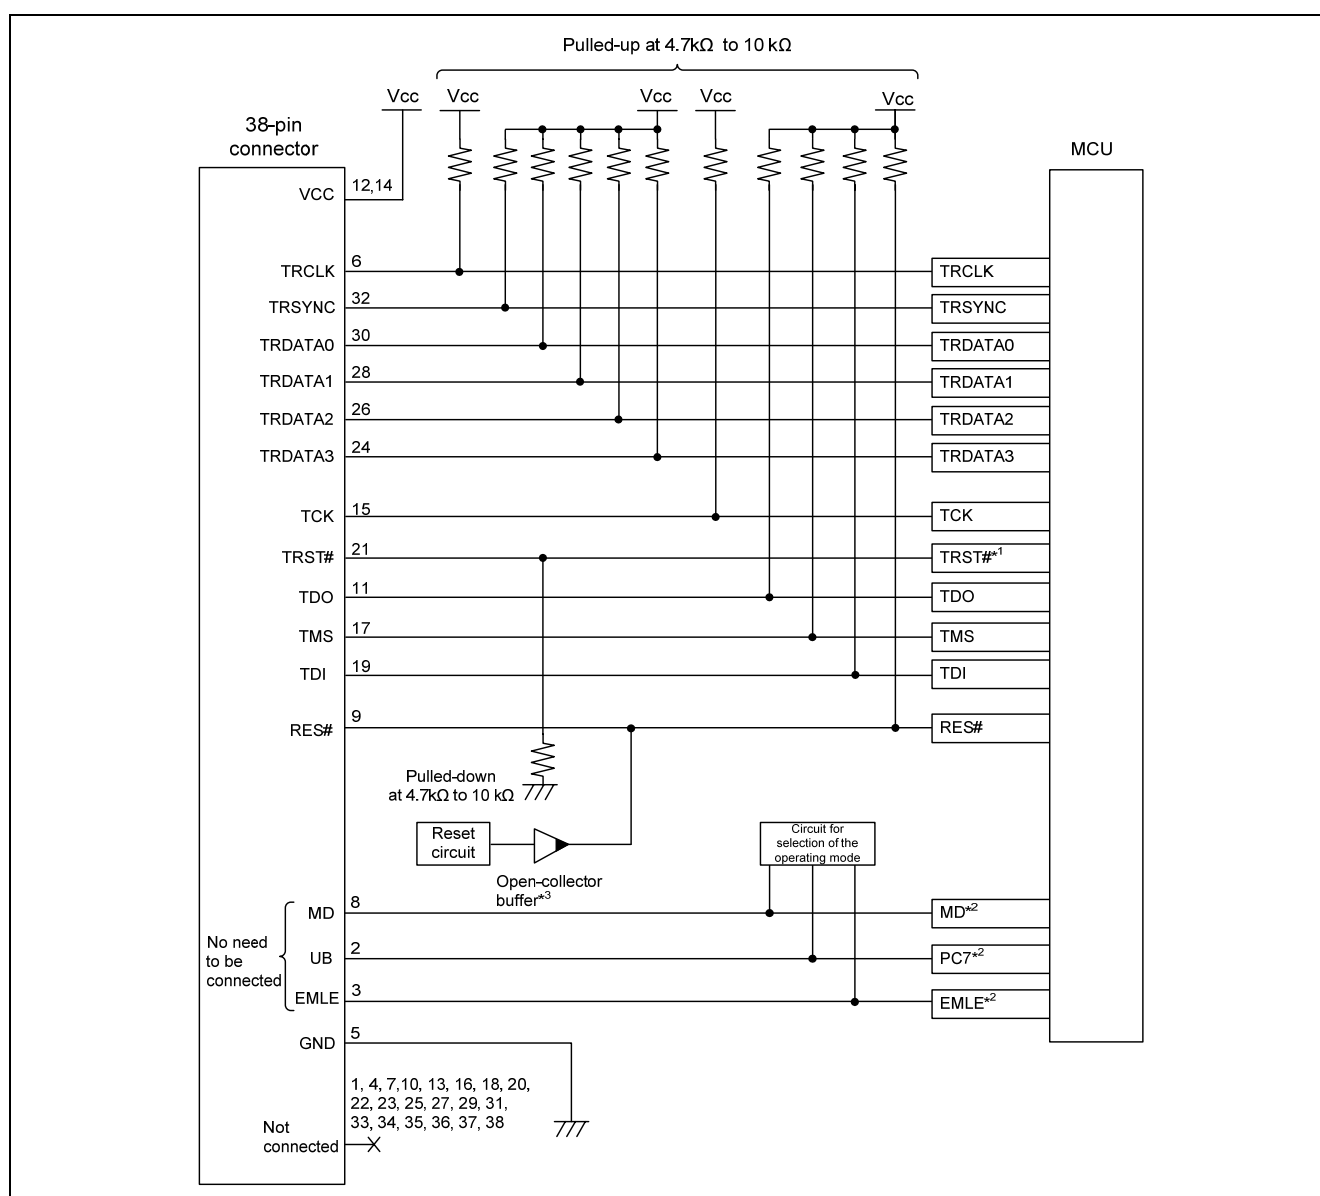 Pulled-up at 4.7kΩ to 10 kΩ
Vcc
Vcc
Vcc
Vcc
Vcc
38-pin
connector
MCU
VCC
12,14
TRCLK
6
TRCLK
TRSYNC
32
TRSYNC
TRDATA0
30
TRDATA0
TRDATA1
28
TRDATA1
TRDATA2
26
TRDATA2
TRDATA3
24
TRDATA3
TCK
15
TCK
TRST#
21
TRST#*1
TDO
11
TDO
TMS
17
TMS
TDI
19
TDI
RES#
9
RES#
Pulled-down
at 4.7kΩ to 10 kΩ
Reset
circuit
Open-collector
buffer*3
Circuit for
selection of the
operating mode
No need
to be
connected
MD
8
MD*2
UB
2
PC7*2
EMLE
3
EMLE*2
GND
5
1, 4, 7,10, 13, 16, 18, 20,
22, 23, 25, 27, 29, 31,
33, 34, 35, 36, 37, 38
Not
connected